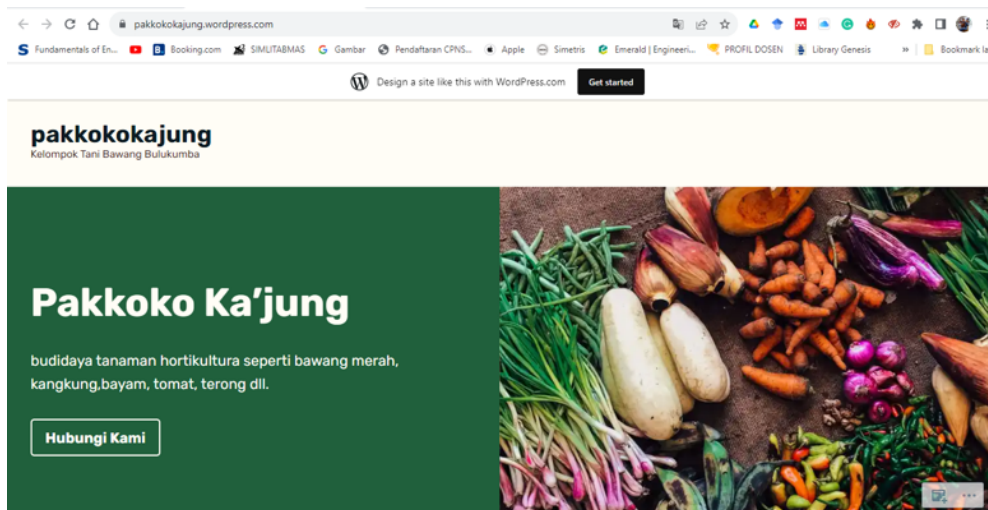 pakkokokajung.wordpress.com
Fundamentals of En...
Booking.com
SIMLITABMAS
Gambar
Pendaftaran CPNS...
Apple
Simetris
Emerald | Engineeri...
PROFIL DOSEN
Library Genesis
»
Bookmark la
Design a site like this with WordPress.com
Get started
pakkokokajung
Kelompok Tani Bawang Bulukumba
Pakkoko Ka’jung
budidaya tanaman hortikultura seperti bawang merah,
kangkung,bayam, tomat, terong dll.
Hubungi Kami